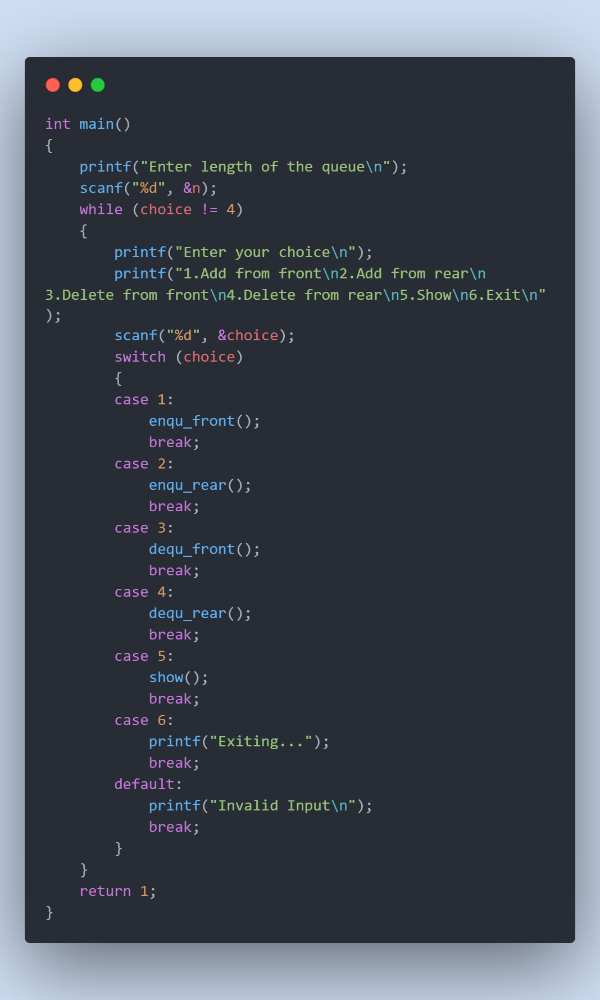 int main()
{
    printf("Enter length of the queue\n");
    scanf("%d", &n);
    while (choice != 4)
    {
        printf("Enter your choice\n");
        printf("1.Add from front\n2.Add from rear\n
3.Delete from front\n4.Delete from rear\n5.Show\n6.Exit\n"
);
        scanf("%d", &choice);
        switch (choice)
        {
        case 1:
            enqu_front();
            break;
        case 2:
            enqu_rear();
            break;
        case 3:
            dequ_front();
            break;
        case 4:
            dequ_rear();
            break;
        case 5:
            show();
            break;
        case 6:
            printf("Exiting...");
            break;
        default:
            printf("Invalid Input\n");
            break;
        }
    }
    return 1;
}